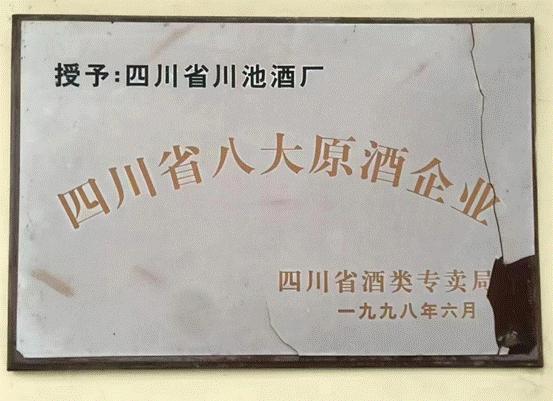 授予:四川省川池酒厂
四川省八大原酒企业
四川省酒类专卖局
一九九八年六月